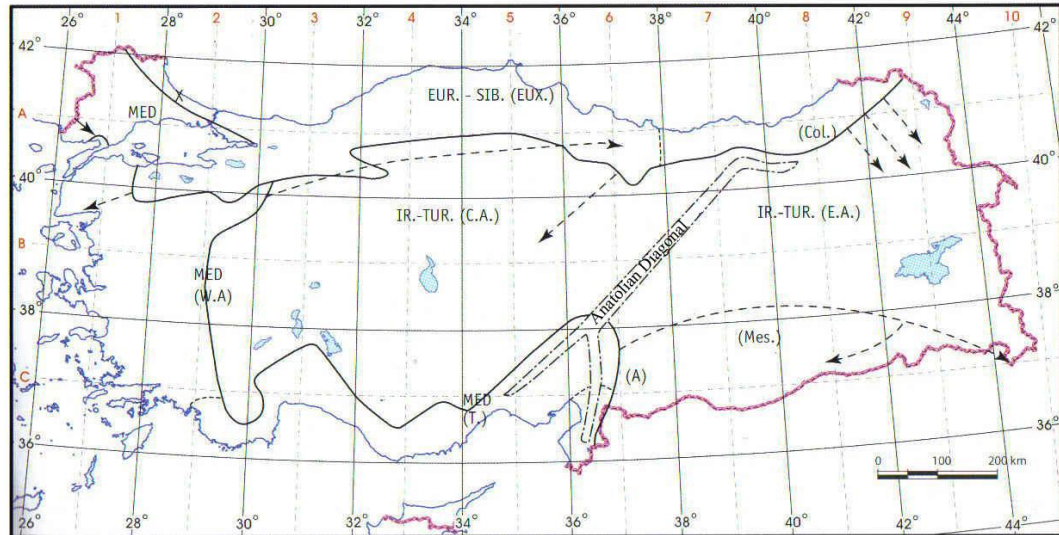 26° 1 28° 2 30° 3 32° 4 34° 5 36° 6 38° 7 40° 8 42° 9 44° 10
42° 42°
EUR. - SIB. (EUX.)
MED
X
A
(Col.)
40° 40°
IR.-TUR. (C.A.) IR.-TUR. (E.A.)
B
Anatolian Diagonal
MED
(W.A)
38° 38°
(Mes.)
C
(A)
MED
(T.)
36° 36°
0 100 200 km
26° 28° 30° 32° 34° 36° 38° 40° 42° 44°